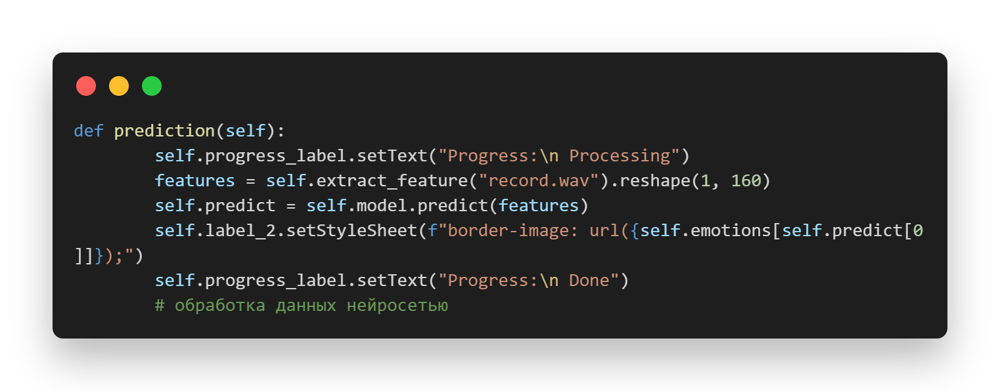 def prediction(self):
        self.progress_label.setText("Progress:\n Processing")
        features = self.extract_feature("record.wav").reshape(1, 160)
        self.predict = self.model.predict(features)
        self.label_2.setStyleSheet(f"border-image: url({self.emotions[self.predict[0
]]});")
        self.progress_label.setText("Progress:\n Done")
        # обработка данных нейросетью